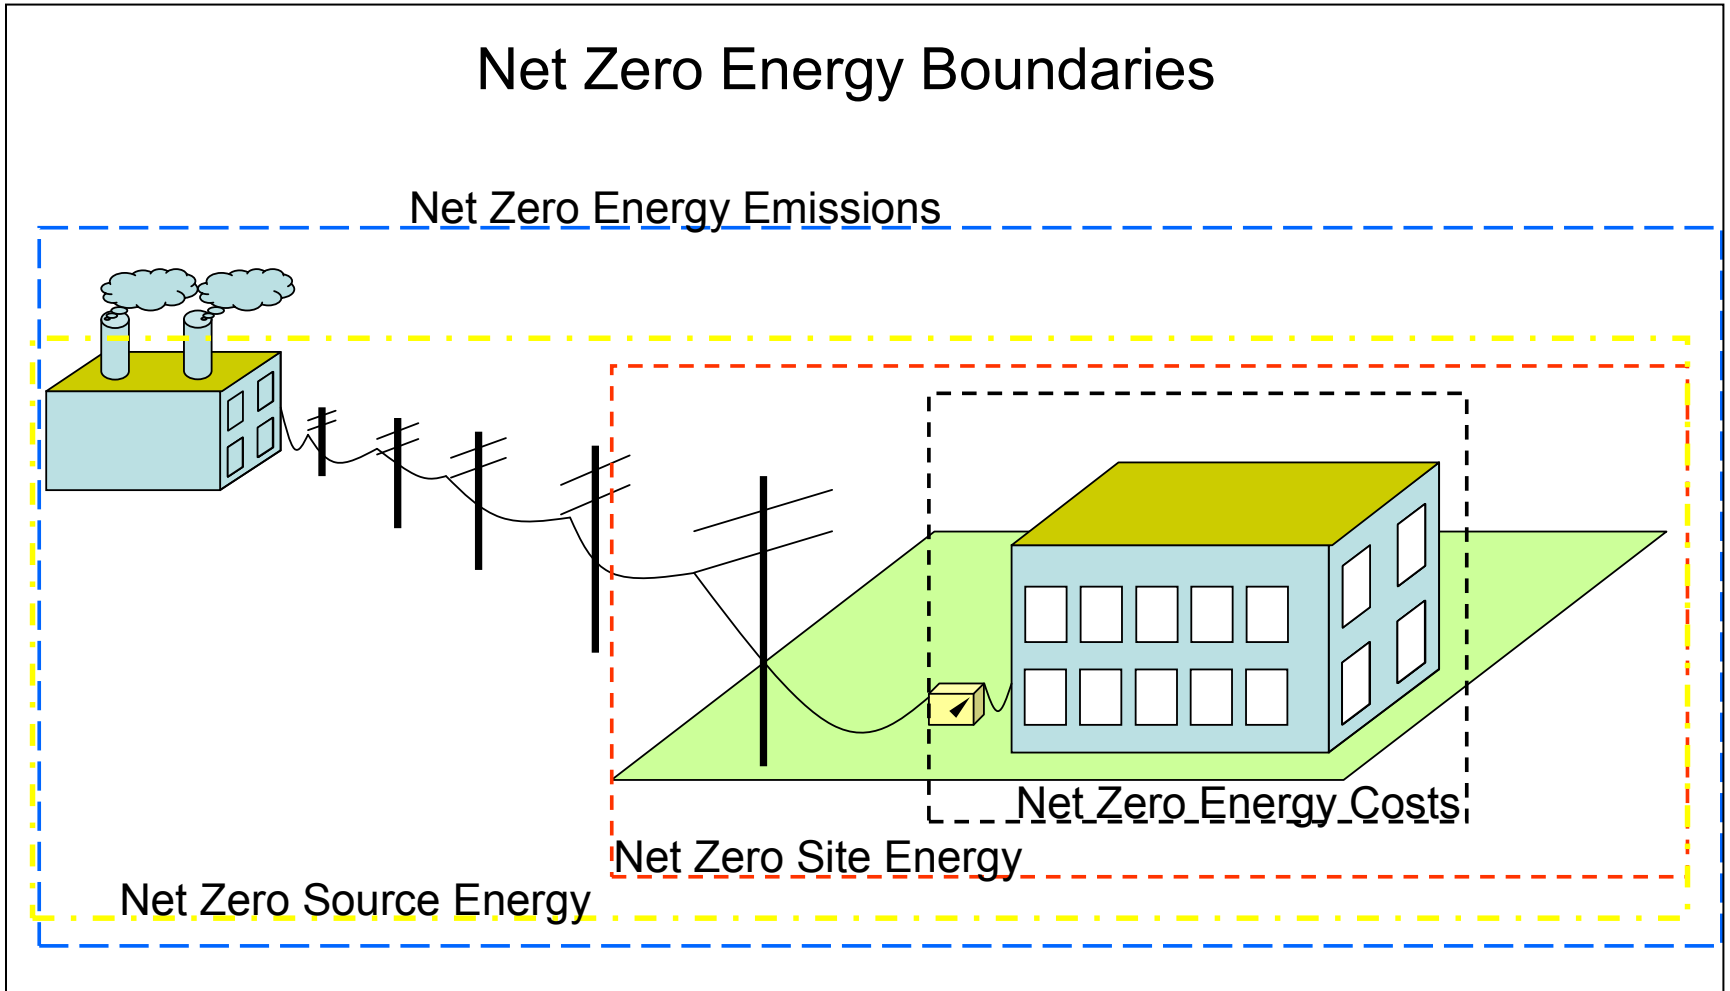 Net Zero Energy Boundaries
Net Zero Energy Emissions
Net Zero Energy Costs
Net Zero Site Energy
Net Zero Source Energy